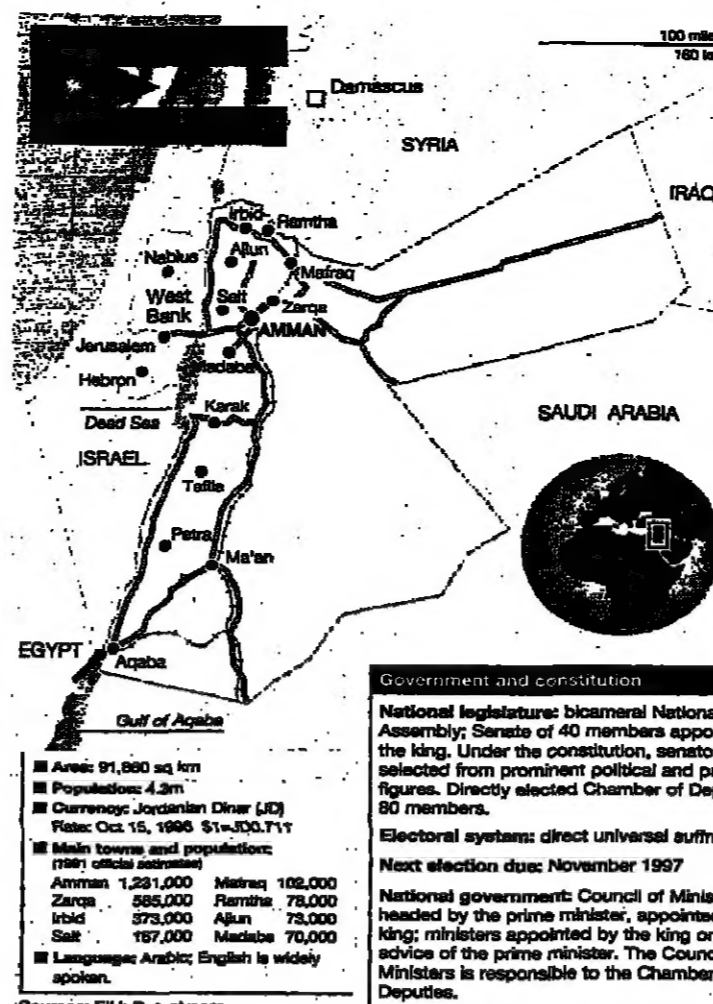 100 mile
160 k
Damascus
SYRIA
IRAQ
Irbid
Ramtha
Ajlun
Nablus
Mafraq
West
Bank
Salt
Zarqa
AMMAN
Jerusalem
Madaba
Hebron
Karak
Dead Sea
SAUDI ARABIA
ISRAEL
Tafila
Petra
Ma'an
EGYPT
Aqaba
Gulf of Aqaba
Area: 91,880 sq km
Population: 4.3m
Currency: Jordanian Dinar (JD)
Rate: Oct 15, 1996 $1=JD0.711
Main towns and population:
(1991 official estimates)
Amman 1,231,000 Mafraq 102,000
Zarqa 585,000 Ramtha 78,000
Irbid 373,000 Ajlun 73,000
Salt 187,000 Madaba 70,000
Language: Arabic; English is widely
spoken.
Government and constitution
National legislature: bicameral National
Assembly; Senate of 40 members appo
the king. Under the constitution, senato
selected from prominent political and p
figures. Directly elected Chamber of De
80 members.
Electoral system: direct universal suffr
Next election due: November 1997
National government: Council of Minis
headed by the prime minister, appointe
king; ministers appointed by the king or
advice of the prime minister. The Counc
Ministers is responsible to the Chamber
Deputies.